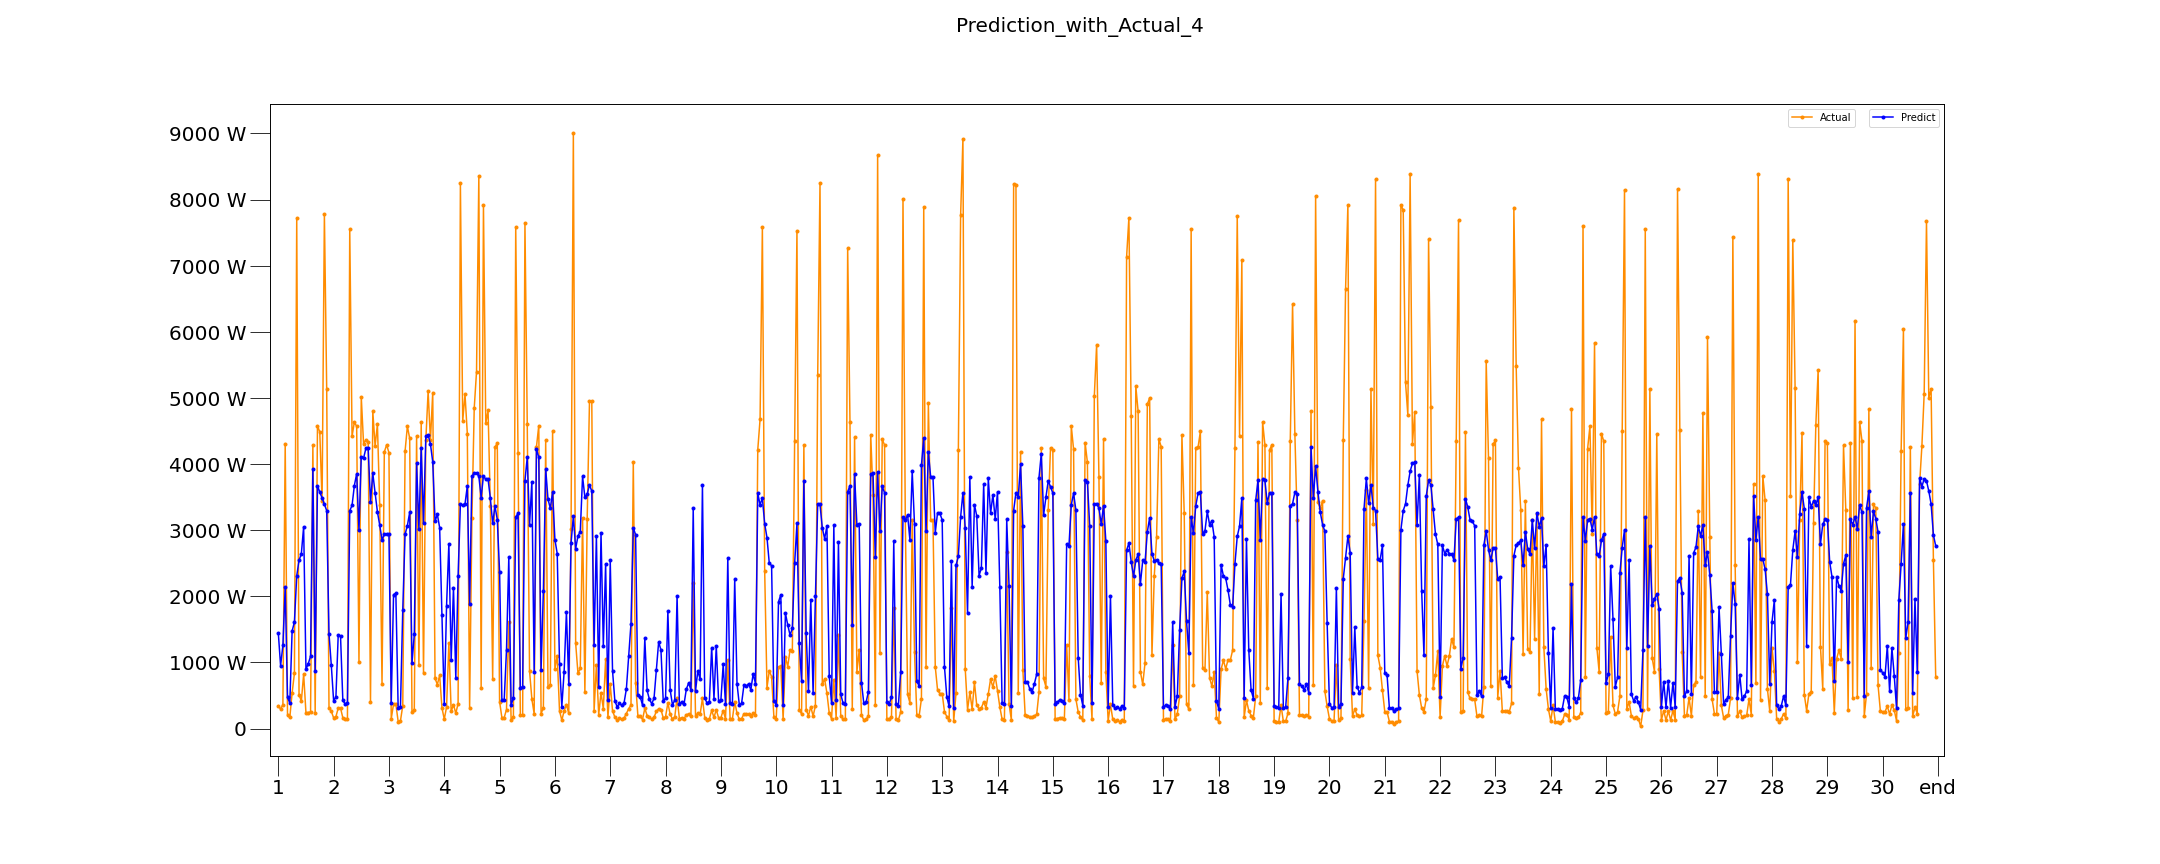 Prediction_with_Actual_4
Actual Predict
9000 W
8000 W
7000 W
6000 W
5000 W
4000 W
3000 W
2000 W
1000 W
0
1 2 3 4 5 6 7 8 9 10 11 12 13 14 15 16 17 18 19 20 21 22 23 24 25 26 27 28 29 30 end